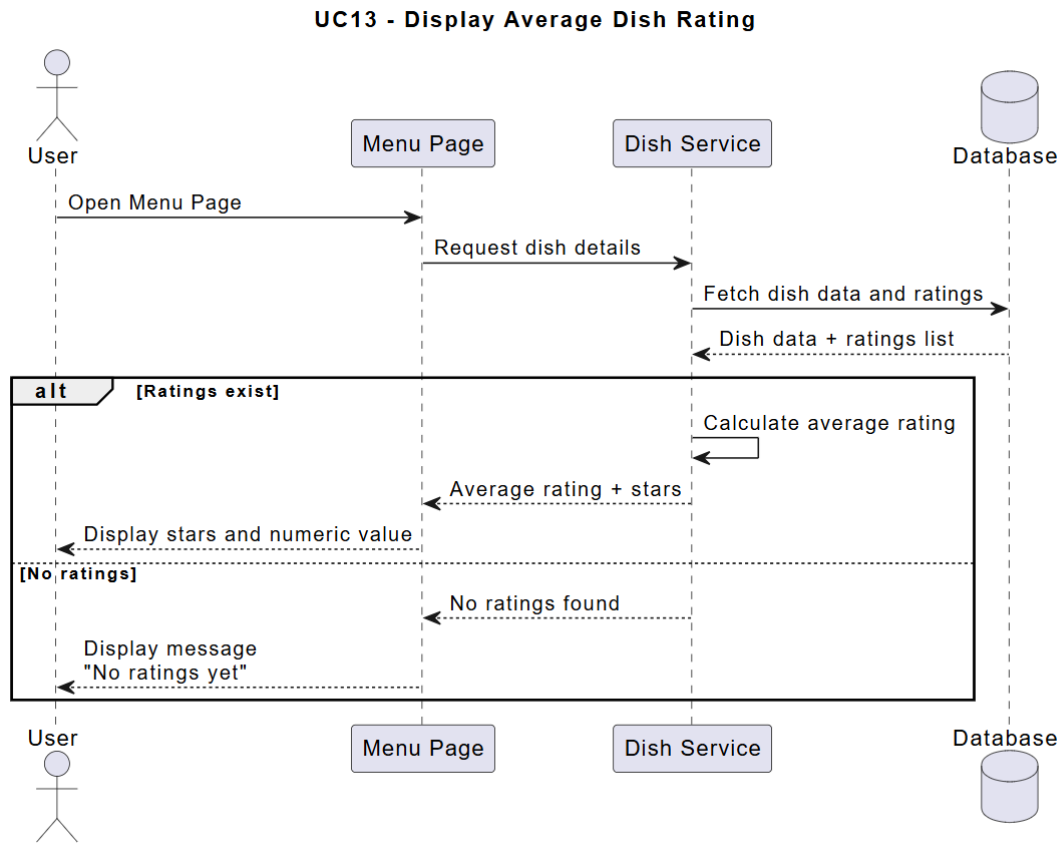 UC13 - Display Average Dish Rating
User
Menu Page
Dish Service
Database
Open Menu Page
Request dish details
Fetch dish data and ratings
Dish data + ratings list
alt [Ratings exist]
Calculate average rating
Average rating + stars
Display stars and numeric value
[No ratings]
No ratings found
Display message
"No ratings yet"
User
Menu Page
Dish Service
Database